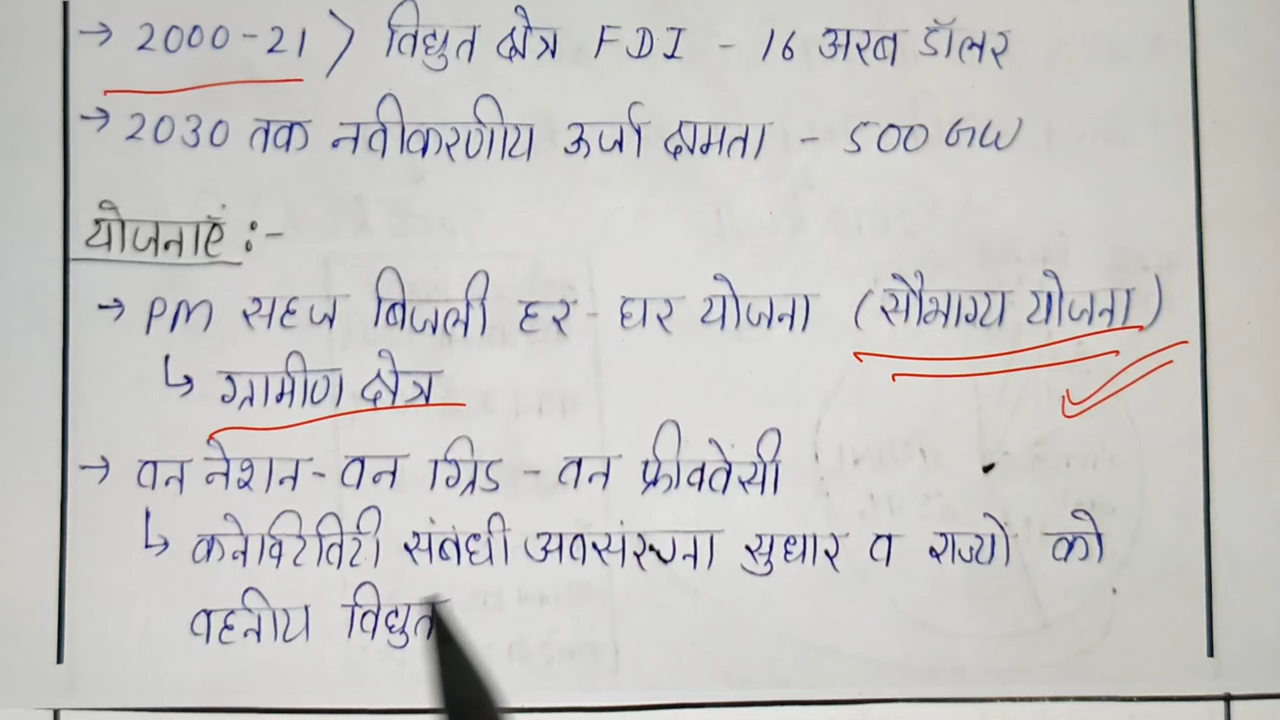 → 2000-21 > विद्युत क्षेत्र FDI - 16 अरब डॉलर
→ 2030 तक नवीकरणीय ऊर्जा क्षमता - 500 GW
योजनाएं :-
→ PM सहज बिजली हर - घर योजना (सौभाग्य योजना)
↳ ग्रामीण क्षेत्र
→ वन नेशन - वन ग्रिड - वन फ्रीक्वेंसी
↳ कनेक्टिविटी संबंधी अवसंरचना सुधार व राज्यों को
वहनीय विद्युत